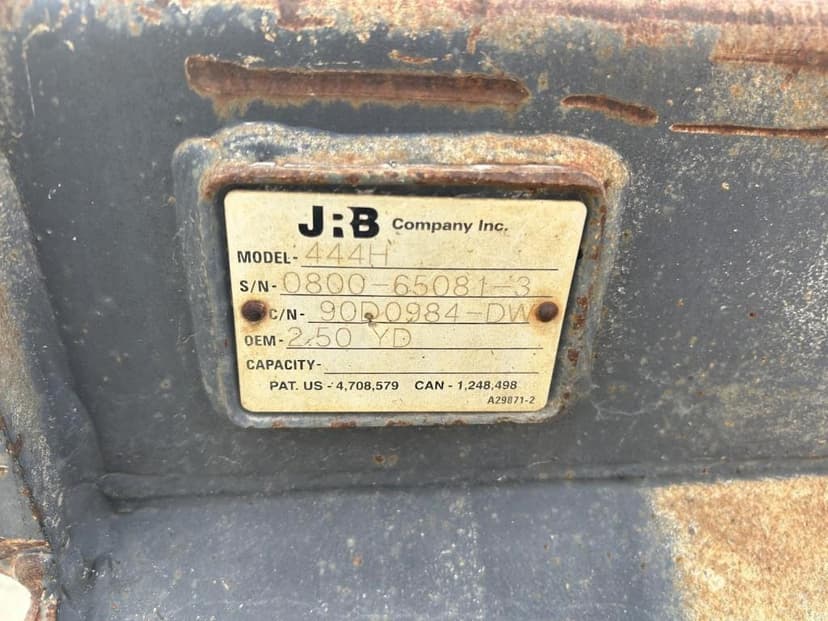 JRB Company Inc.
MODEL- 444H
S/N- 0800-65081-3
C/N- 90D0984-DW
OEM- 2.50 YD
CAPACITY-
PAT. US - 4,708,579 CAN - 1,248,498
A29871-2